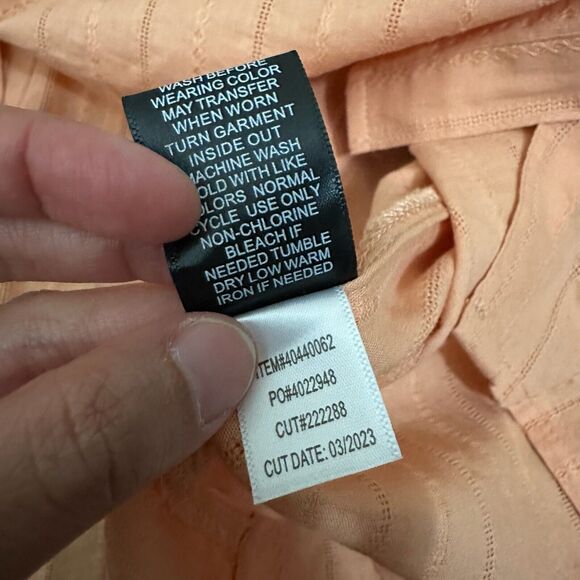 WASH BEFORE
WEARING COLOR
MAY TRANSFER
WHEN WORN
TURN GARMENT
INSIDE OUT
MACHINE WASH
COLD WITH LIKE
COLORS NORMAL
CYCLE USE ONLY
NON-CHLORINE
BLEACH IF
NEEDED TUMBLE
DRY LOW WARM
IRON IF NEEDED
ITEM#40440062
PO#4022948
CUT#222288
CUT DATE: 03/2023